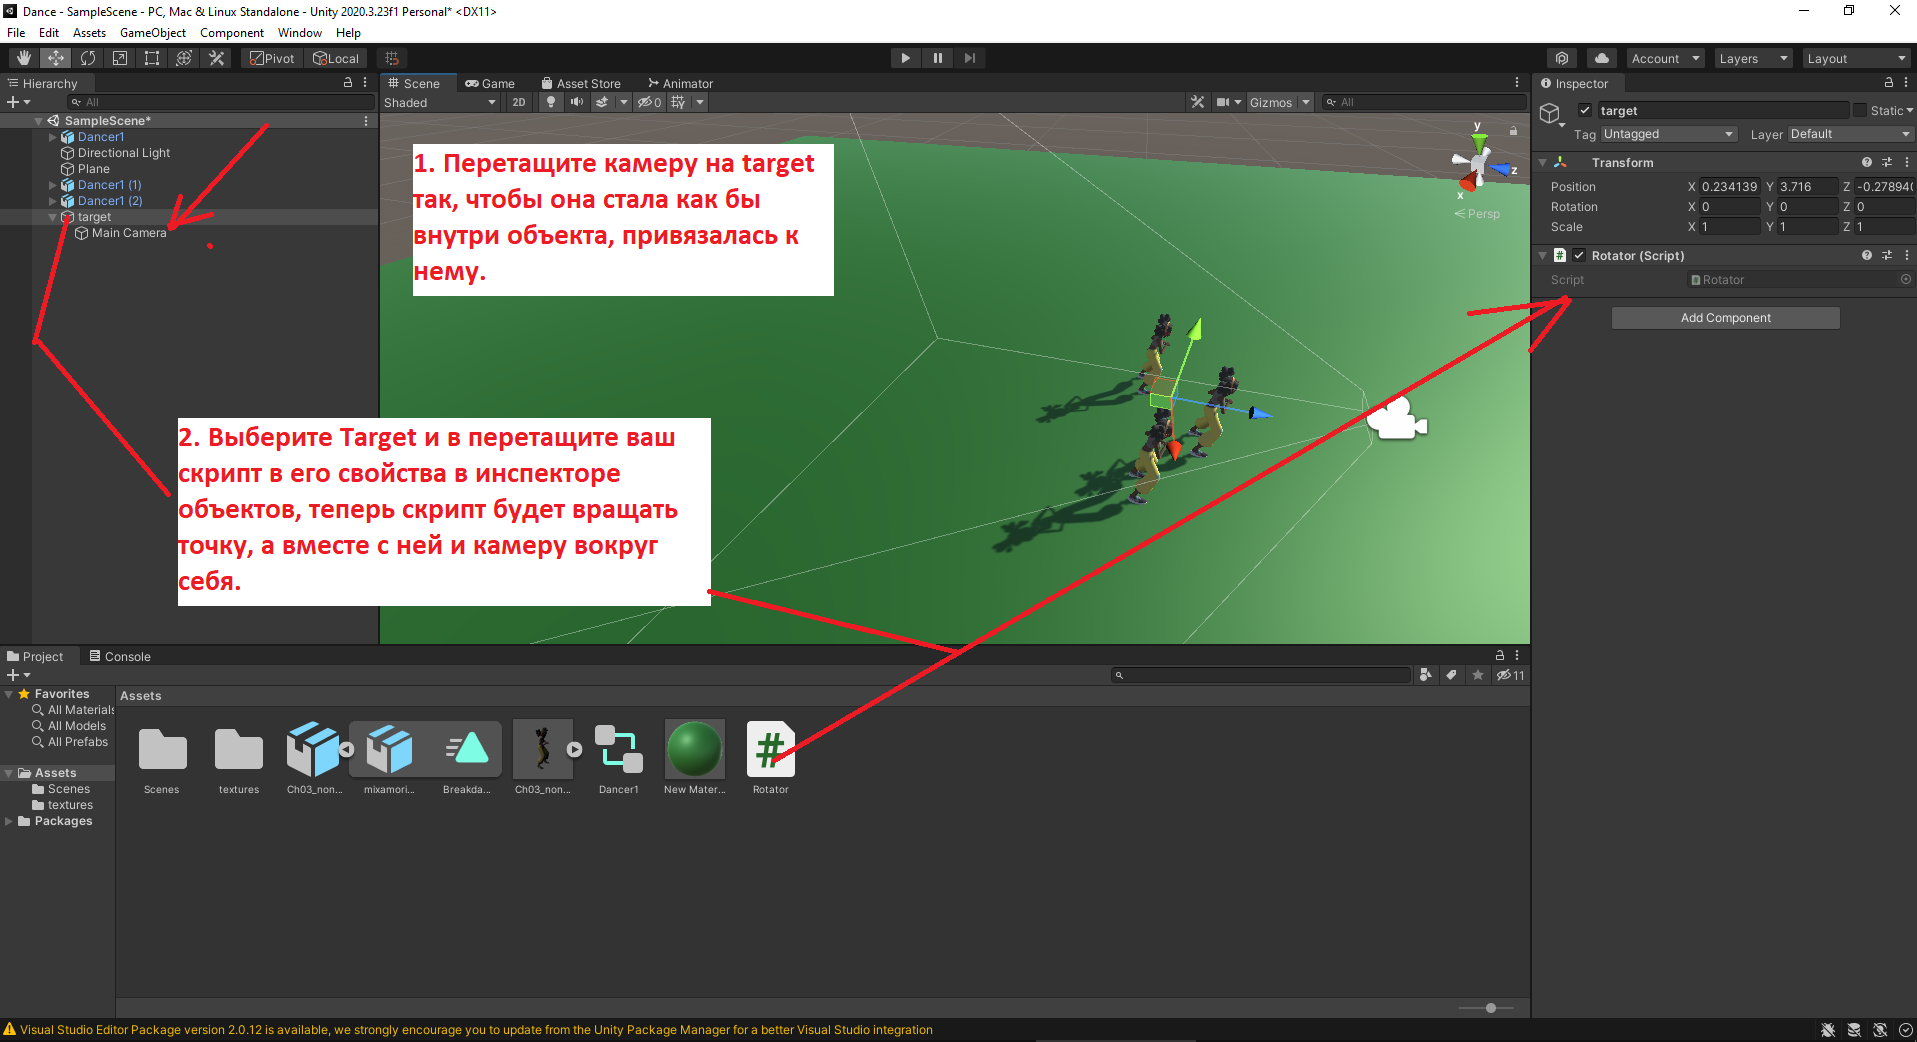 Dance - SampleScene - PC, Mac & Linux Standalone - Unity 2020.3.23f1 Personal* <DX11>
File Edit Assets GameObject Component Window Help
Pivot Local Account Layers Layout
Hierarchy
All
SampleScene*
Dancer1
Directional Light
Plane
Dancer1 (1)
Dancer1 (2)
target
Main Camera
Scene Game Asset Store Animator
Shaded 2D 0 Gizmos All
y
z
x
Persp
1. Перетащите камеру на target
так, чтобы она стала как бы
внутри объекта, привязалась к
нему.
2. Выберите Target и в перетащите ваш
скрипт в его свойства в инспекторе
объектов, теперь скрипт будет вращать
точку, а вместе с ней и камеру вокруг
себя.
Inspector
target Static
Tag Untagged Layer Default
Transform
Position X 0.234139 Y 3.716 Z -0.27894
Rotation X 0 Y 0 Z 0
Scale X 1 Y 1 Z 1
# Rotator (Script)
Script Rotator
Add Component
Project Console
11
Favorites
All Materials
All Models
All Prefabs
Assets
Scenes
textures
Packages
Assets
#
Scenes textures Ch03_non... mixamori... Breakda... Ch03_non... Dancer1 New Mater... Rotator
Visual Studio Editor Package version 2.0.12 is available, we strongly encourage you to update from the Unity Package Manager for a better Visual Studio integration